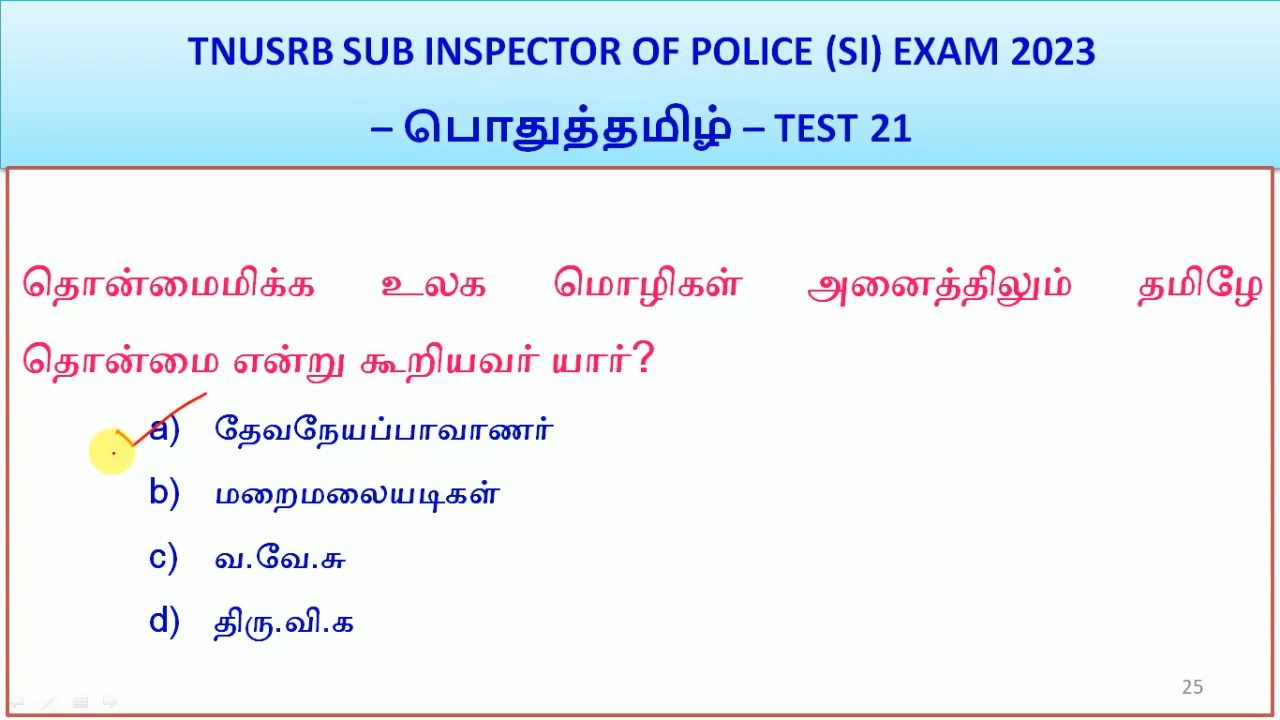 TNUSRB SUB INSPECTOR OF POLICE (SI) EXAM 2023
– பொதுத்தமிழ் – TEST 21
தொன்மைமிக்க உலக மொழிகள் அனைத்திலும் தமிழே
தொன்மை என்று கூறியவர் யார்?
a) தேவநேயப்பாவாணர்
b) மறைமலையடிகள்
c) வ.வே.சு
d) திரு.வி.க
25